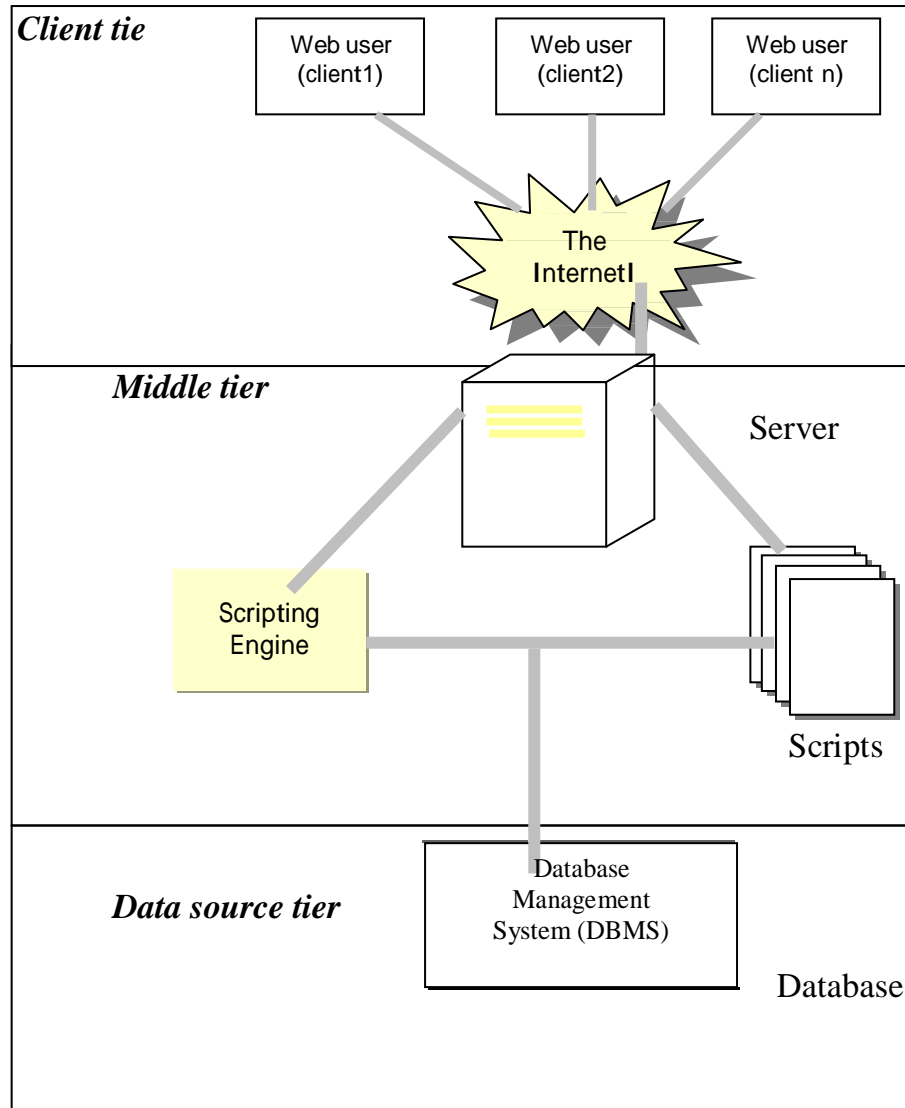 Client tie
Web user
(client1)
Web user
(client2)
Web user
(client n)
The
InternetI
Middle tier
Server
Scripting
Engine
Scripts
Data source tier
Database
Management
System (DBMS)
Database